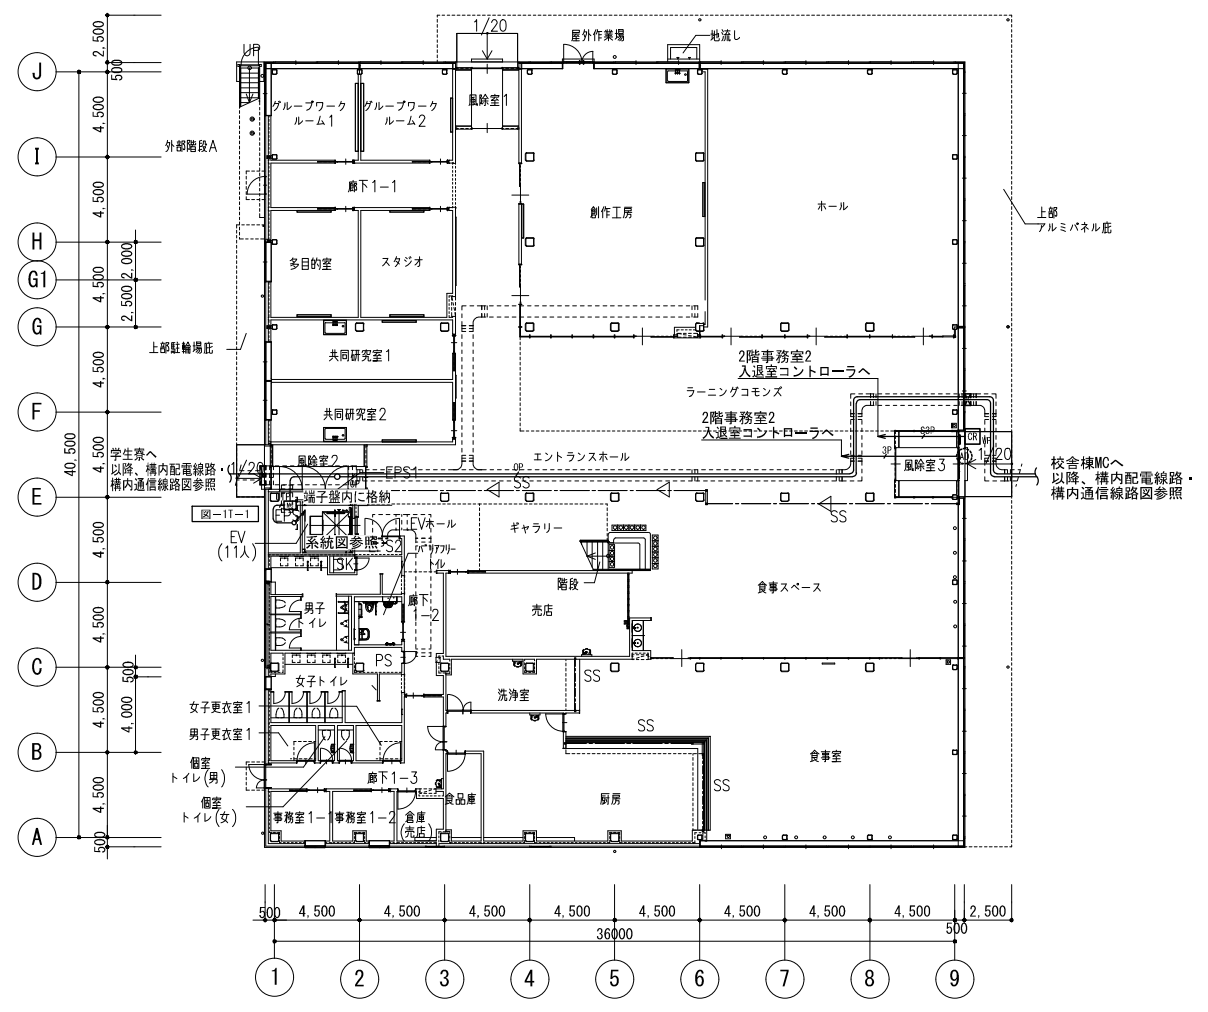 1/20
屋外作業場
地流し
UP
2,500
J
500
グループワーク
ルーム1
グループワーク
ルーム2
風除室1
4,500
外部階段A
I
廊下1-1
4,500
創作工房
ホール
上部
アルミパネル庇
H
多目的室
スタジオ
2,000
4,500
G1
2,500
G
上部駐輪場庇
共同研究室1
2階事務室2
入退室コントローラへ
4,500
ラーニングコモンズ
F
共同研究室2
2階事務室2
入退室コントローラへ
CR
学生寮へ
以降、構内配電線路・
構内通信線路図参照
1/20
風除室2
EPS1
エントランスホール
3P
風除室3
1/20
校舎棟MCへ
以降、構内配電線路・
構内通信線路図参照
4,500
40,500
SS
E
端子盤内に格納
図-1T-1
SS
EV
(11人)
系統図参照
EVホール
ギャラリー
4,500
バリアフリー
トイレ
SK
階段
D
食事スペース
男子
トイレ
廊下
1-2
売店
4,500
PS
C
500
女子トイレ
洗浄室
SS
4,500
4,000
女子更衣室1
男子更衣室1
SS
B
個室
トイレ(男)
廊下1-3
食事室
SS
個室
トイレ(女)
食品庫
厨房
4,500
事務室1-1
事務室1-2
倉庫
(売店)
A
500
500
4,500
4,500
4,500
4,500
4,500
4,500
4,500
4,500
2,500
36000
500
1
2
3
4
5
6
7
8
9